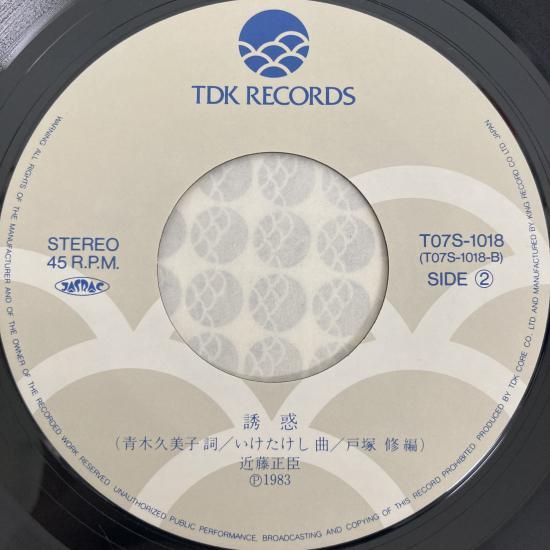 TDK RECORDS
STEREO
45 R.P.M.
JASRAC
T07S-1018
(T07S-1018-B)
SIDE ②
誘惑
(青木久美子詞/いけたけし曲/戸塚 修編)
近藤正臣
Ⓟ1983
WARNING: ALL RIGHTS OF THE MANUFACTURER AND OF THE OWNER OF THE RECORDED WORK RESERVED. UNAUTHORIZED PUBLIC PERFORMANCE, BROADCASTING AND COPYING OF THIS RECORD PROHIBITED. PRODUCED BY TDK CORE CO., LTD. AND MANUFACTURED BY KING RECORD CO. LTD. JAPAN